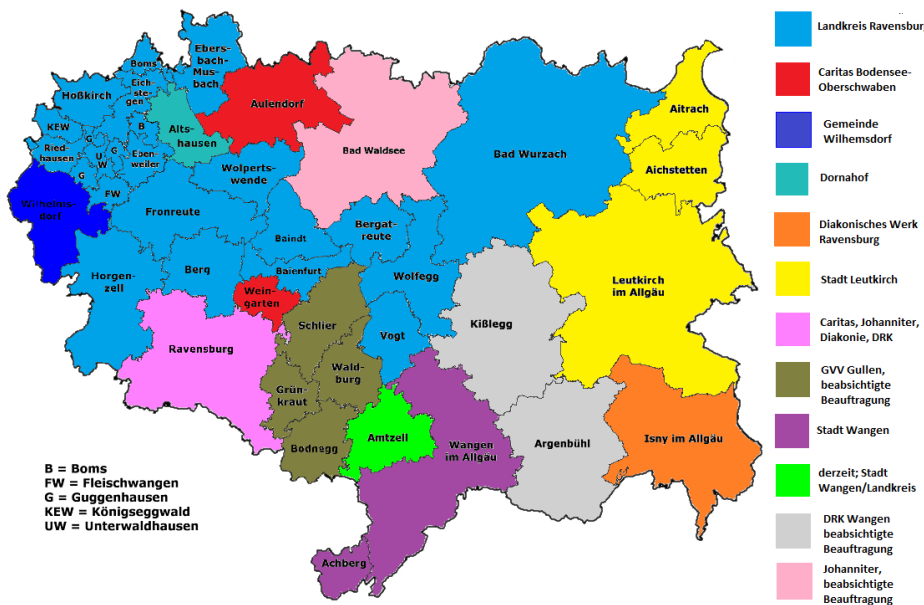 Ebers-
bach-
Mus-
bach
Boms
Eich-
ste-
gen
Hoßkirch
Aulendorf
Alts-
hausen
KEW
G
B
Ried-
hausen
U
W
G
Eben-
weiler
G
FW
Bad Waldsee
Wolperts-
wende
Bad Wurzach
Aitrach
Aichstetten
Wilhelms-
dorf
Fronreute
Bergat-
reute
Baindt
Baienfurt
Berg
Horgen-
zell
Wolfegg
Leutkirch
im Allgäu
Wein-
garten
Schlier
Vogt
Kißlegg
Ravensburg
Wald-
burg
Grün-
kraut
Bodnegg
Amtzell
Wangen
im Allgäu
Argenbühl
Isny im Allgäu
Achberg
B = Boms
FW = Fleischwangen
G = Guggenhausen
KEW = Königseggwald
UW = Unterwaldhausen
Landkreis Ravensburg
Caritas Bodensee-
Oberschwaben
Gemeinde
Wilhemsdorf
Dornahof
Diakonisches Werk
Ravensburg
Stadt Leutkirch
Caritas, Johanniter,
Diakonie, DRK
GVV Gullen,
beabsichtigte
Beauftragung
Stadt Wangen
derzeit; Stadt
Wangen/Landkreis
DRK Wangen
beabsichtigte
Beauftragung
Johanniter,
beabsichtigte
Beauftragung